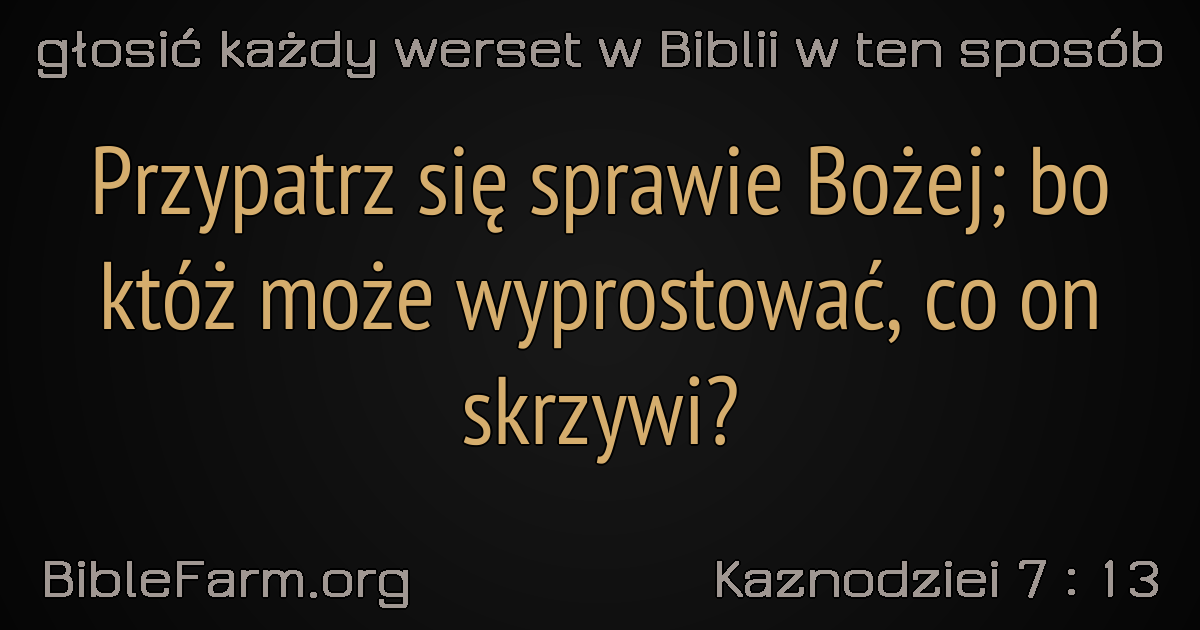 głosić każdy werset w Biblii w ten sposób
Przypatrz się sprawie Bożej; bo
któż może wyprostować, co on
skrzywi?
BibleFarm.org
Kaznodziei 7 : 13